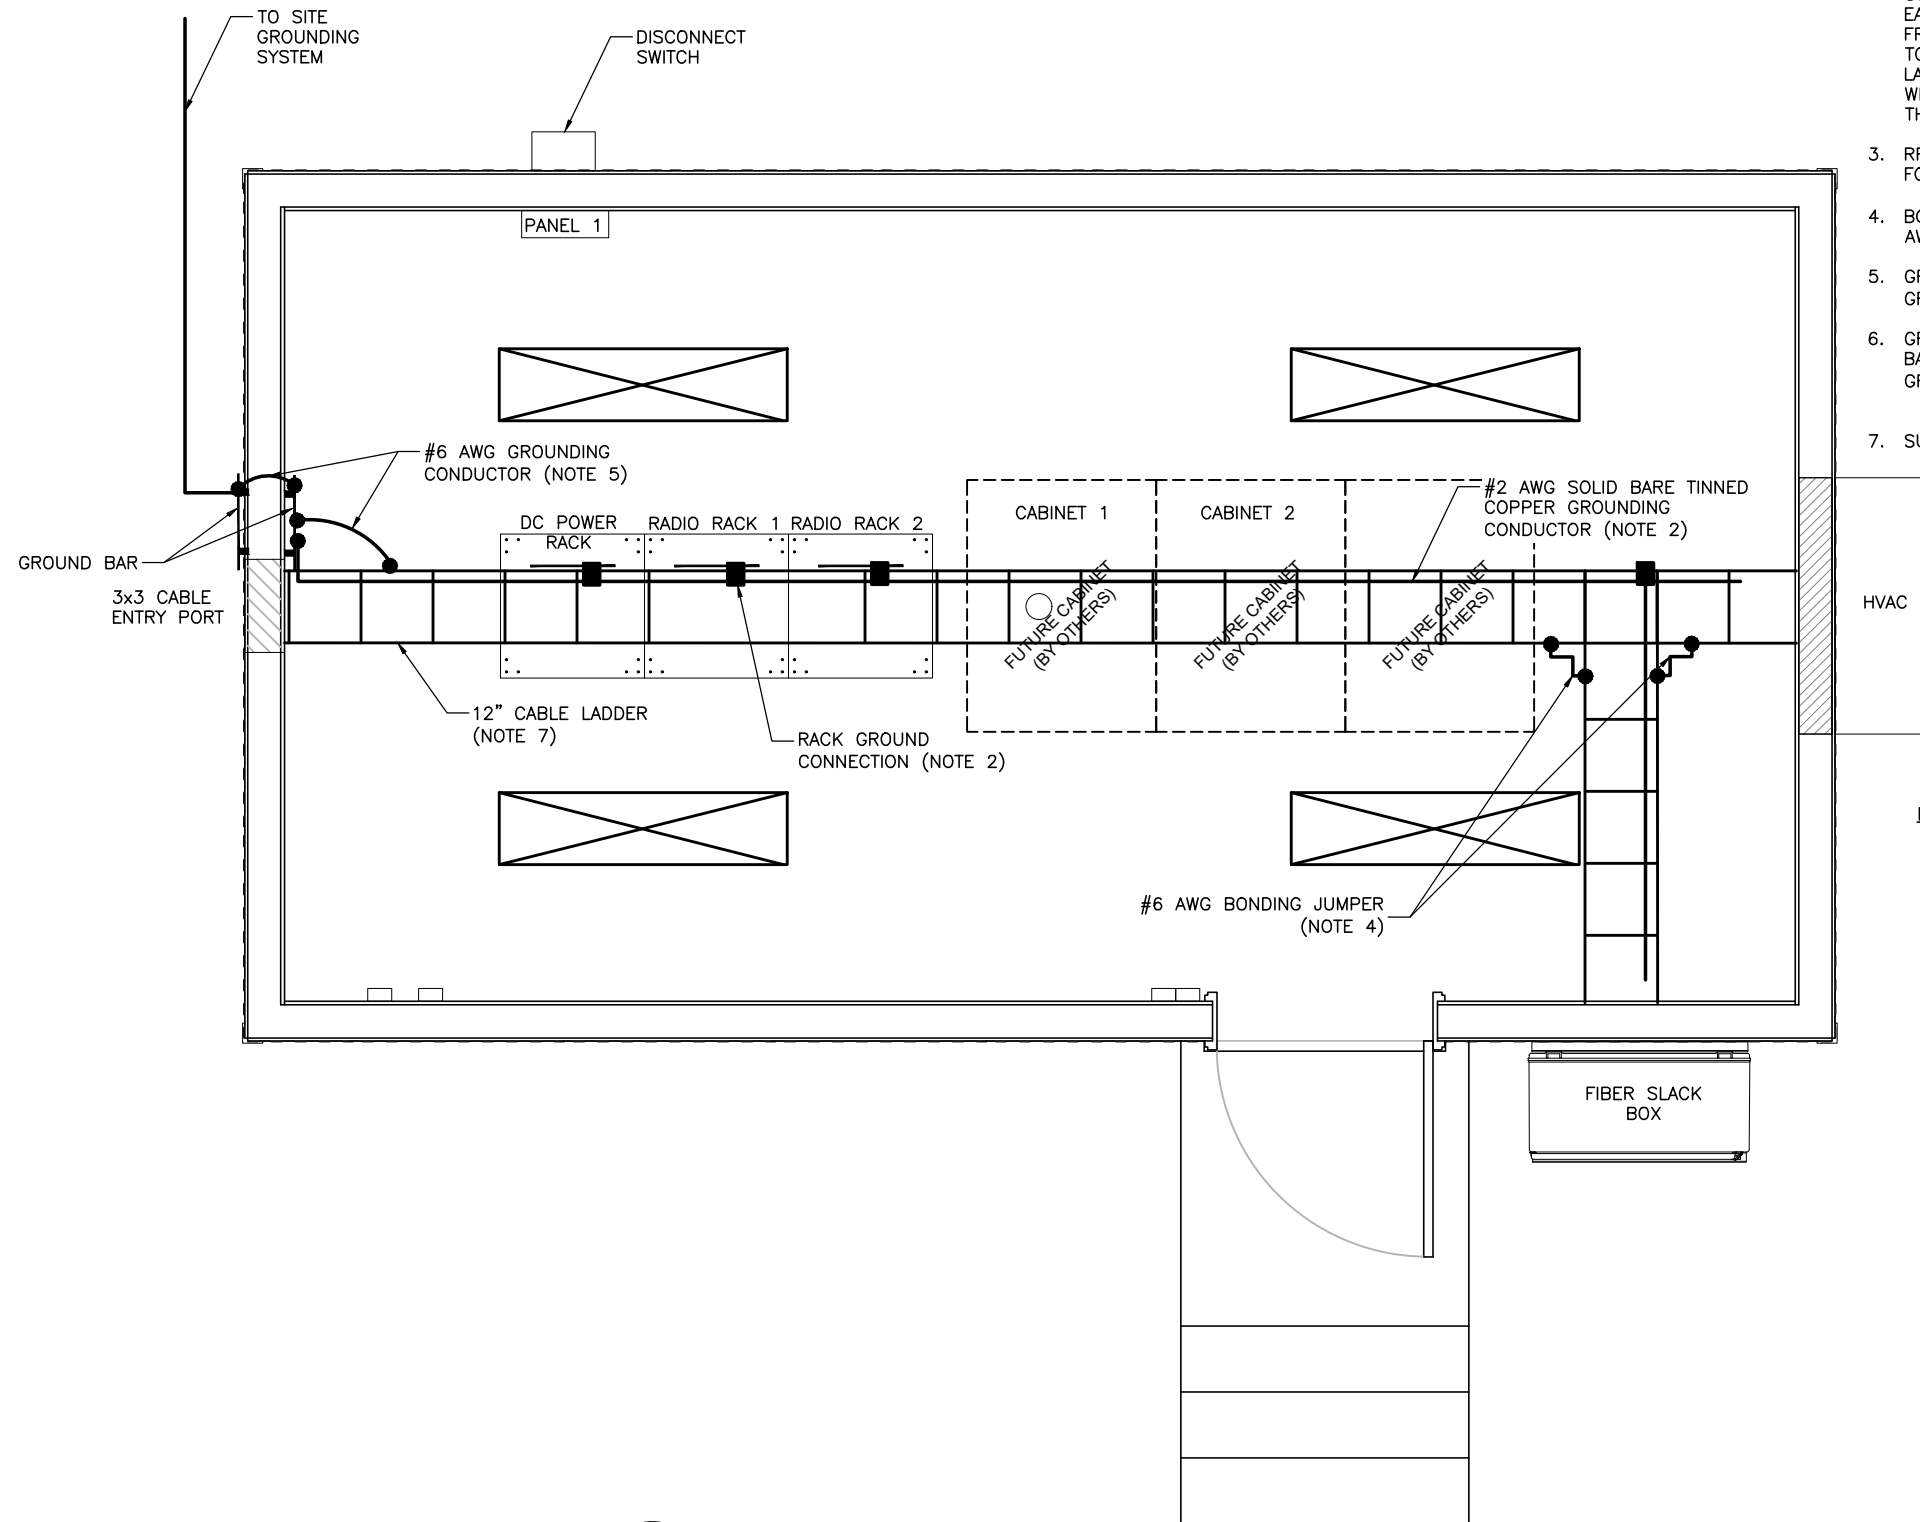 TO SITE
GROUNDING
SYSTEM
DISCONNECT
SWITCH
3.
4.
5.
6.
7.
PANEL 1
#6 AWG GROUNDING
CONDUCTOR (NOTE 5)
#2 AWG SOLID BARE TINNED
COPPER GROUNDING
CONDUCTOR (NOTE 2)
CABINET 1
CABINET 2
DC POWER
RACK
RADIO RACK 1
RADIO RACK 2
GROUND BAR
3x3 CABLE
ENTRY PORT
FUTURE CABINET
(BY OTHERS)
FUTURE CABINET
(BY OTHERS)
FUTURE CABINET
(BY OTHERS)
HVAC
12" CABLE LADDER
(NOTE 7)
RACK GROUND
CONNECTION (NOTE 2)
#6 AWG BONDING JUMPER
(NOTE 4)
FIBER SLACK
BOX